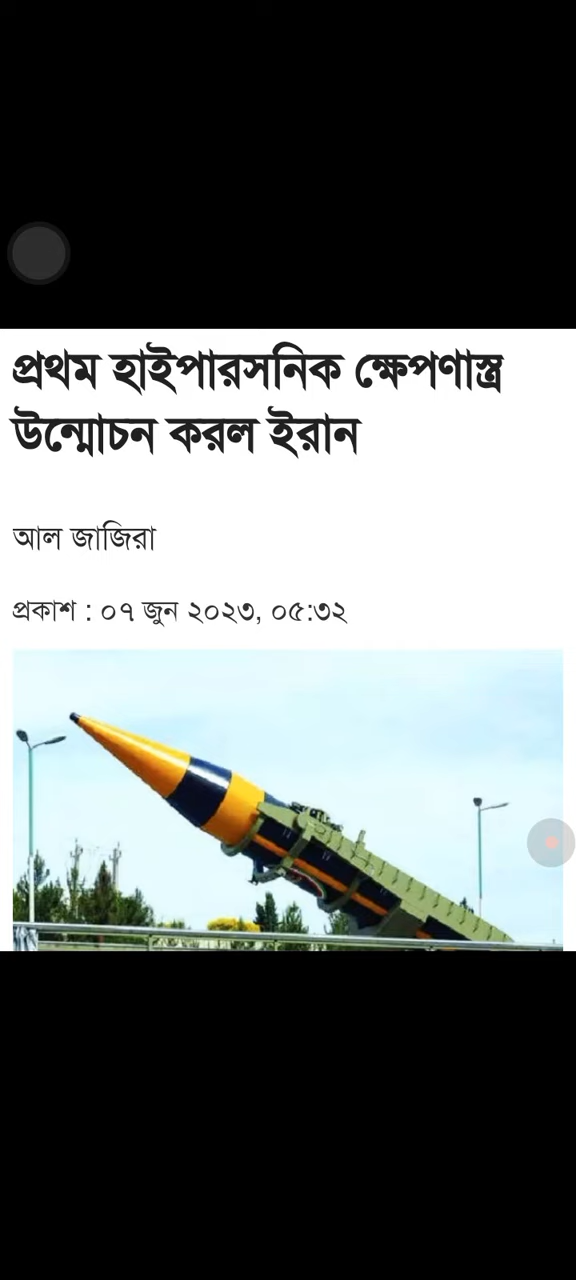 প্রথম হাইপারসনিক ক্ষেপণাস্ত্র
উন্মোচন করল ইরান
আল জাজিরা
প্রকাশ : ০৭ জুন ২০২৩, ০৫:৩২